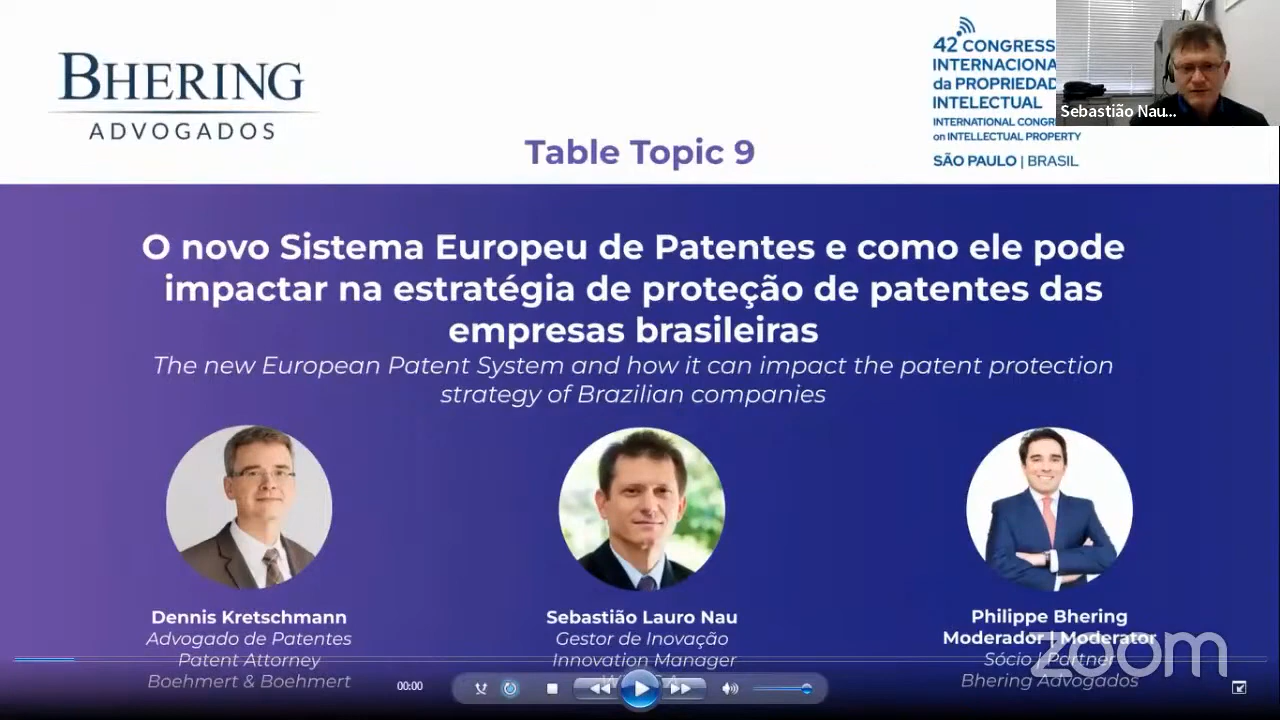 BHERING
ADVOGADOS
42º CONGRESS
INTERNACIONA
da PROPRIEDAD
INTELECTUAL
INTERNATIONAL CONGR
on INTELLECTUAL PROPERTY
SÃO PAULO | BRASIL
Sebastião Nau...
Table Topic 9
O novo Sistema Europeu de Patentes e como ele pode
impactar na estratégia de proteção de patentes das
empresas brasileiras
The new European Patent System and how it can impact the patent protection
strategy of Brazilian companies
Dennis Kretschmann
Advogado de Patentes
Patent Attorney
Boehmert & Boehmert
Sebastião Lauro Nau
Gestor de Inovação
Innovation Manager
Philippe Bhering
Moderador | Moderator
Sócio | Partner
Bhering Advogados
zoom
00:00